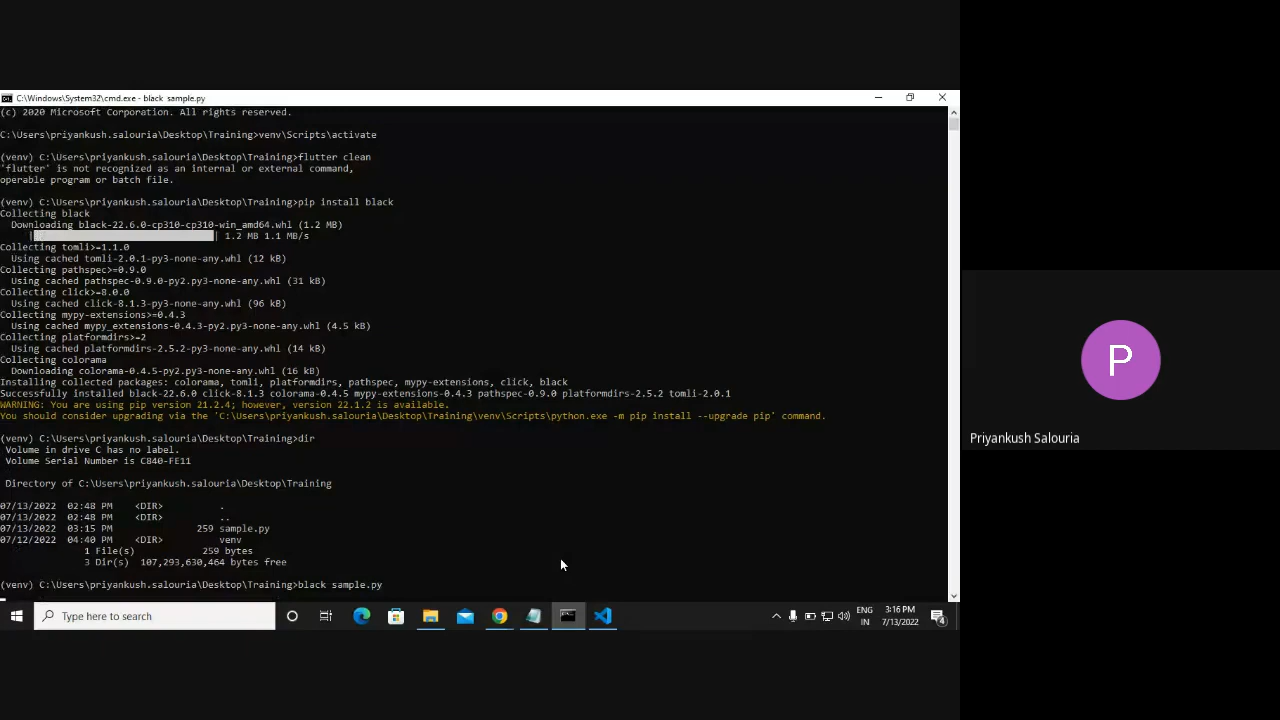 C:\Windows\System32\cmd.exe - black sample.py
(c) 2020 Microsoft Corporation. All rights reserved.
C:\Users\priyankush.salouria\Desktop\Training>venv\Scripts\activate
(venv) C:\Users\priyankush.salouria\Desktop\Training>flutter clean
'flutter' is not recognized as an internal or external command,
operable program or batch file.
(venv) C:\Users\priyankush.salouria\Desktop\Training>pip install black
Collecting black
Downloading black-22.6.0-cp310-cp310-win_amd64.whl (1.2 MB)
| | 1.2 MB 1.1 MB/s
Collecting tomli>=1.1.0
Using cached tomli-2.0.1-py3-none-any.whl (12 kB)
Collecting pathspec>=0.9.0
Using cached pathspec-0.9.0-py2.py3-none-any.whl (31 kB)
Collecting click>=8.0.0
Using cached click-8.1.3-py3-none-any.whl (96 kB)
Collecting mypy-extensions>=0.4.3
Using cached mypy_extensions-0.4.3-py2.py3-none-any.whl (4.5 kB)
Collecting platformdirs>=2
Using cached platformdirs-2.5.2-py3-none-any.whl (14 kB)
Collecting colorama
Downloading colorama-0.4.5-py2.py3-none-any.whl (16 kB)
Installing collected packages: colorama, tomli, platformdirs, pathspec, mypy-extensions, click, black
Successfully installed black-22.6.0 click-8.1.3 colorama-0.4.5 mypy-extensions-0.4.3 pathspec-0.9.0 platformdirs-2.5.2 tomli-2.0.1
WARNING: You are using pip version 21.2.4; however, version 22.1.2 is available.
You should consider upgrading via the 'C:\Users\priyankush.salouria\Desktop\Training\venv\Scripts\python.exe -m pip install --upgrade pip' command.
(venv) C:\Users\priyankush.salouria\Desktop\Training>dir
Volume in drive C has no label.
Volume Serial Number is C840-FE11
Directory of C:\Users\priyankush.salouria\Desktop\Training
07/13/2022 02:48 PM <DIR> .
07/13/2022 02:48 PM <DIR> ..
07/13/2022 03:15 PM 259 sample.py
07/12/2022 04:40 PM <DIR> venv
1 File(s) 259 bytes
3 Dir(s) 107,293,630,464 bytes free
(venv) C:\Users\priyankush.salouria\Desktop\Training>black sample.py
Type here to search
ENG
IN
3:16 PM
7/13/2022
4
P
Priyankush Salouria